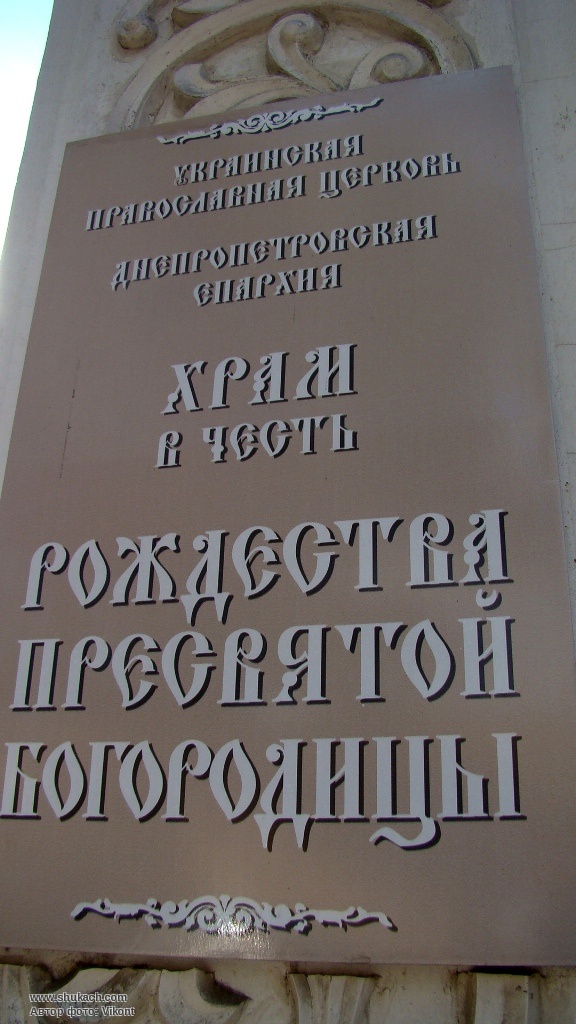 УКРАИНСКАЯ
ПРАВОСЛАВНАЯ ЦЕРКОВЬ
ДНЕПРОПЕТРОВСКАЯ
ЕПАРХИЯ
ХРАМ
В ЧЕСТЬ
РОЖДЕСТВА
ПРЕСВЯТОЙ
БОГОРОДИЦЫ
www.shukach.com
Автор фото: Vikont